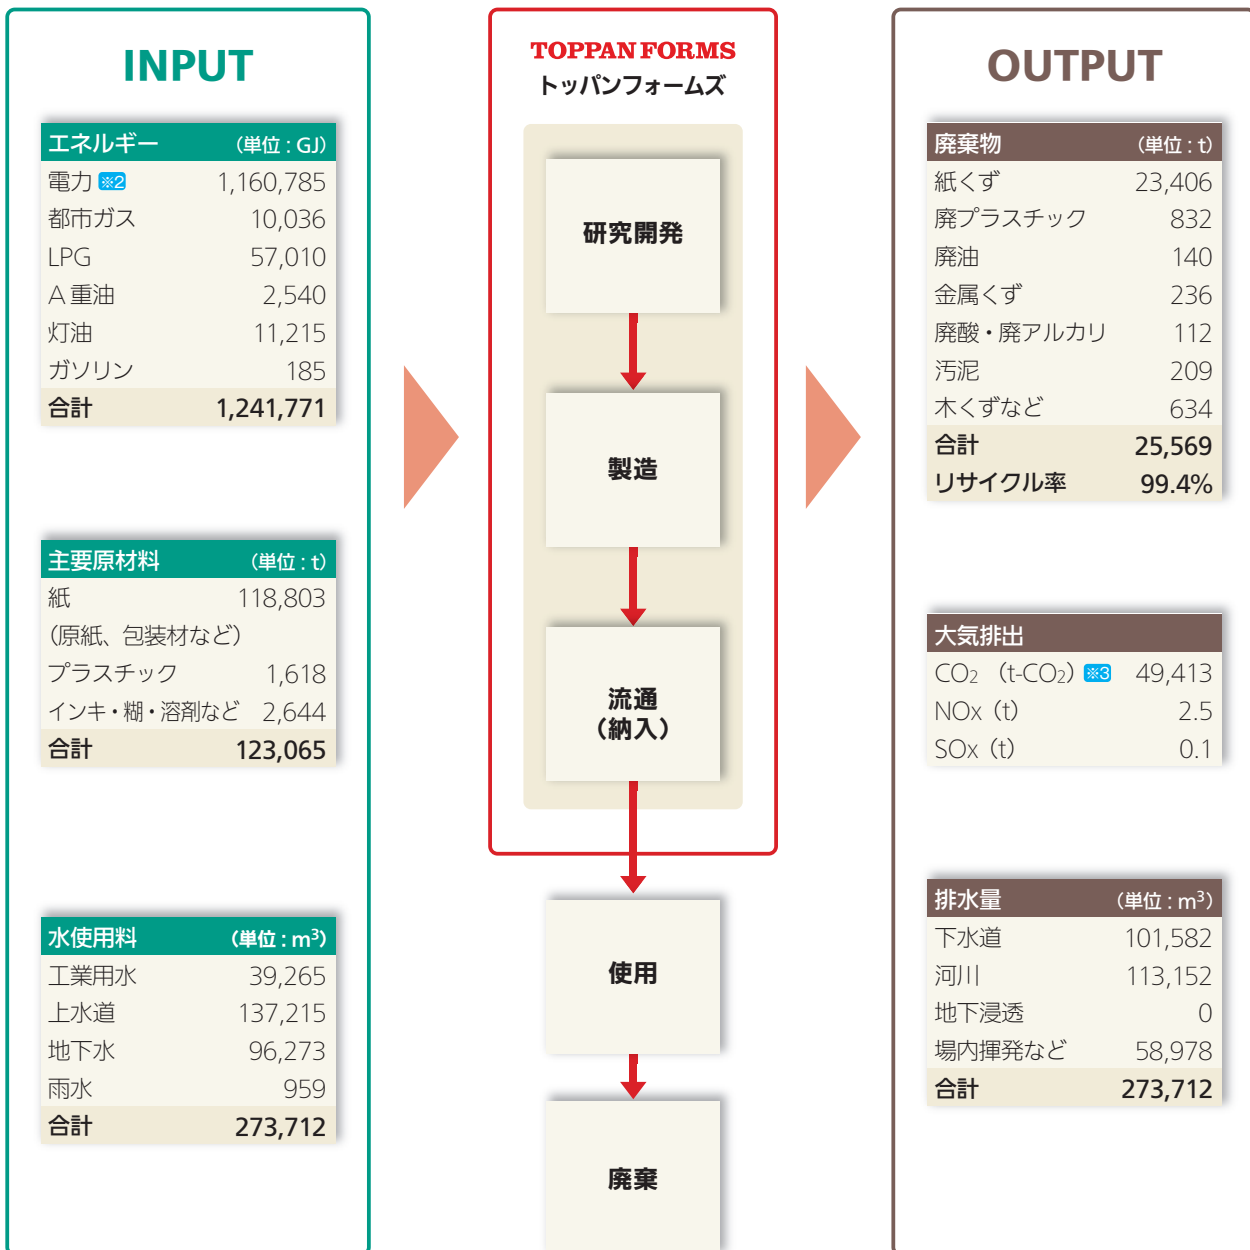 INPUT
エネルギー (単位 : GJ)
電力 ※2 1,160,785
都市ガス 10,036
LPG 57,010
A重油 2,540
灯油 11,215
ガソリン 185
合計 1,241,771
主要原材料 (単位 : t)
紙 118,803
(原紙、包装材など)
プラスチック 1,618
インキ・糊・溶剤など 2,644
合計 123,065
水使用料 (単位 : m³)
工業用水 39,265
上水道 137,215
地下水 96,273
雨水 959
合計 273,712
TOPPAN FORMS
トッパンフォームズ
研究開発
製造
流通
(納入)
使用
廃棄
OUTPUT
廃棄物 (単位 : t)
紙くず 23,406
廃プラスチック 832
廃油 140
金属くず 236
廃酸・廃アルカリ 112
汚泥 209
木くずなど 634
合計 25,569
リサイクル率 99.4%
大気排出
CO₂ (t-CO₂) ※3 49,413
NOx (t) 2.5
SOx (t) 0.1
排水量 (単位 : m³)
下水道 101,582
河川 113,152
地下浸透 0
場内揮発など 58,978
合計 273,712